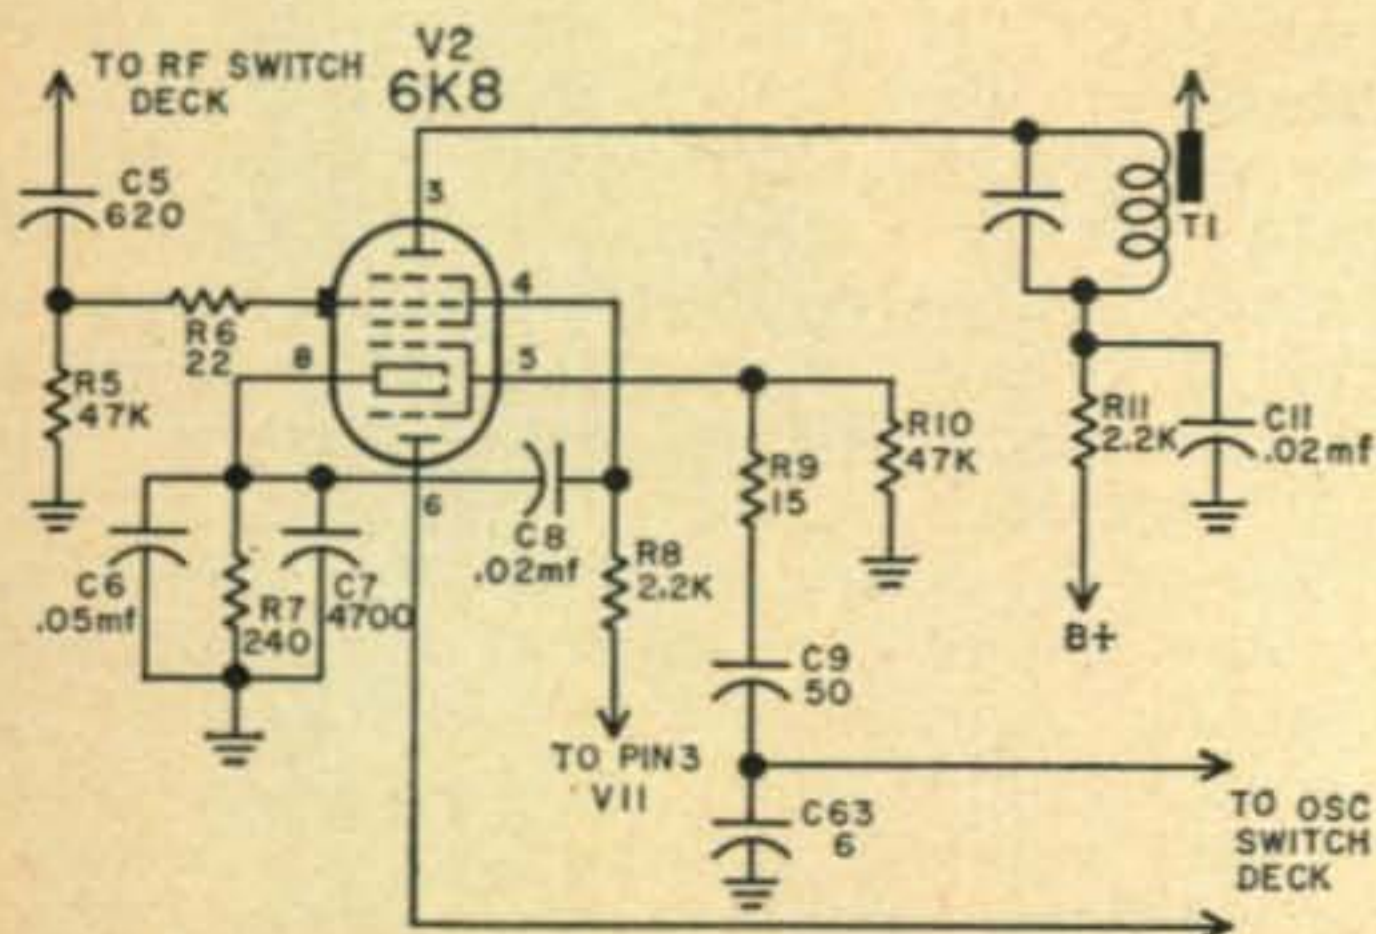 TO RF SWITCH
DECK
V2
6K8
C5
620
3
T1
4
R6
22
8
5
R5
47K
R10
47K
R11
2.2K
C11
.02mf
R9
15
6
C8
.02mf
R8
2.2K
C6
.05mf
R7
240
C7
4700
B+
C9
50
TO PIN 3
V11
C63
6
TO OSC
SWITCH
DECK